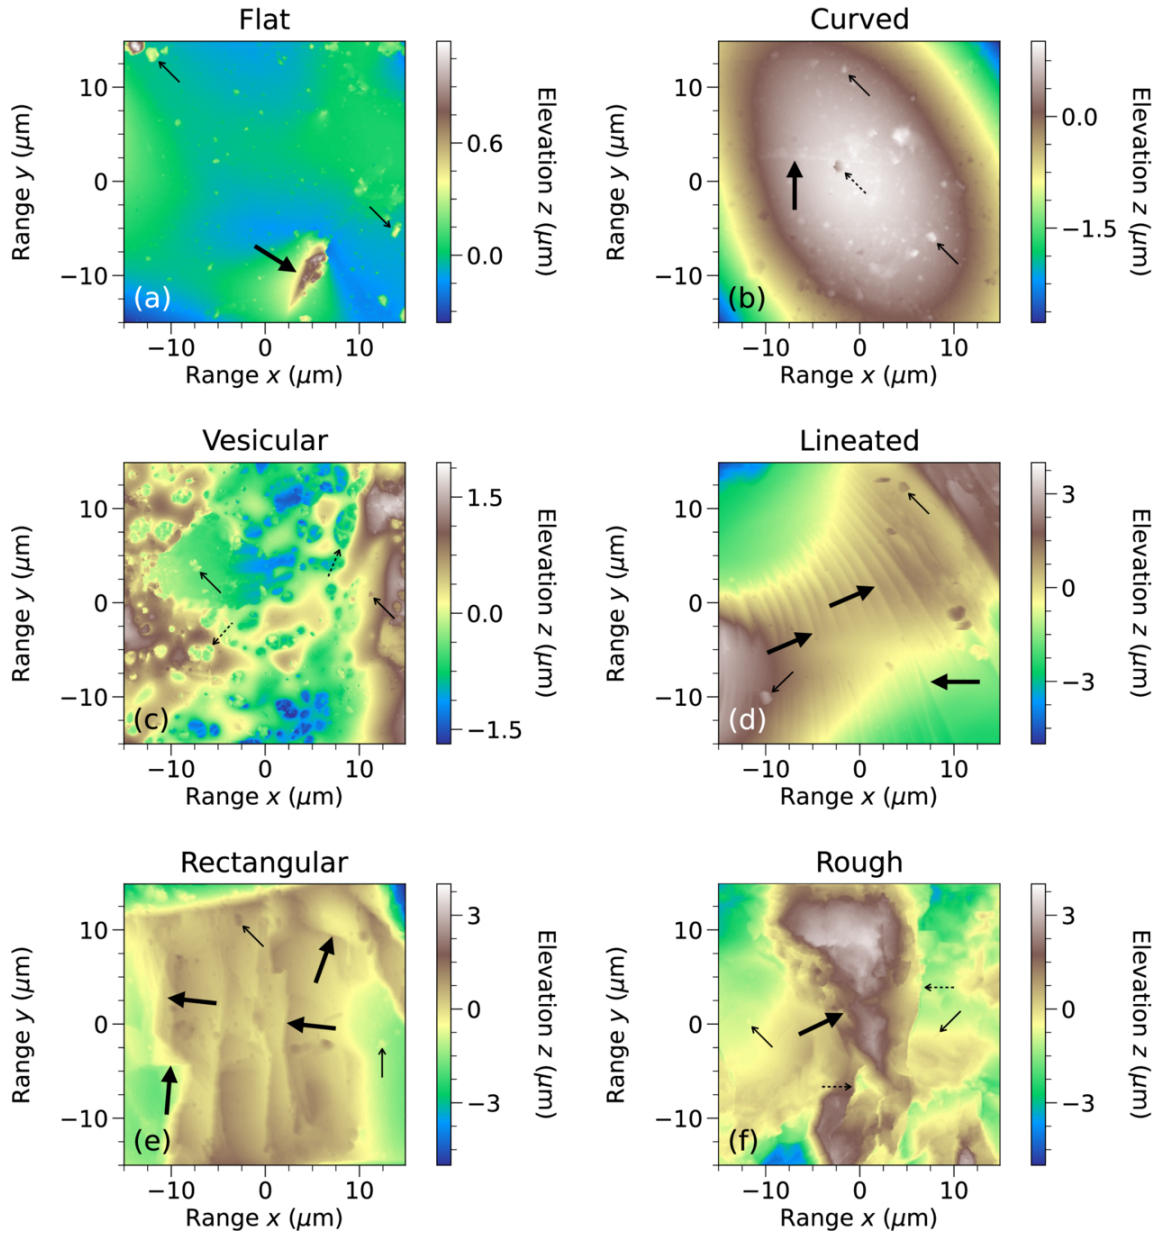 Flat
Curved
10
0
−10
Range y (μm)
(a)
−10 0 10
Range x (μm)
0.6
0.0
Elevation z (μm)
10
0
−10
Range y (μm)
(b)
−10 0 10
Range x (μm)
0.0
−1.5
Elevation z (μm)
Vesicular
Lineated
10
0
−10
Range y (μm)
(c)
−10 0 10
Range x (μm)
1.5
0.0
−1.5
Elevation z (μm)
10
0
−10
Range y (μm)
(d)
−10 0 10
Range x (μm)
3
0
−3
Elevation z (μm)
Rectangular
Rough
10
0
−10
Range y (μm)
(e)
−10 0 10
Range x (μm)
3
0
−3
Elevation z (μm)
10
0
−10
Range y (μm)
(f)
−10 0 10
Range x (μm)
3
0
−3
Elevation z (μm)